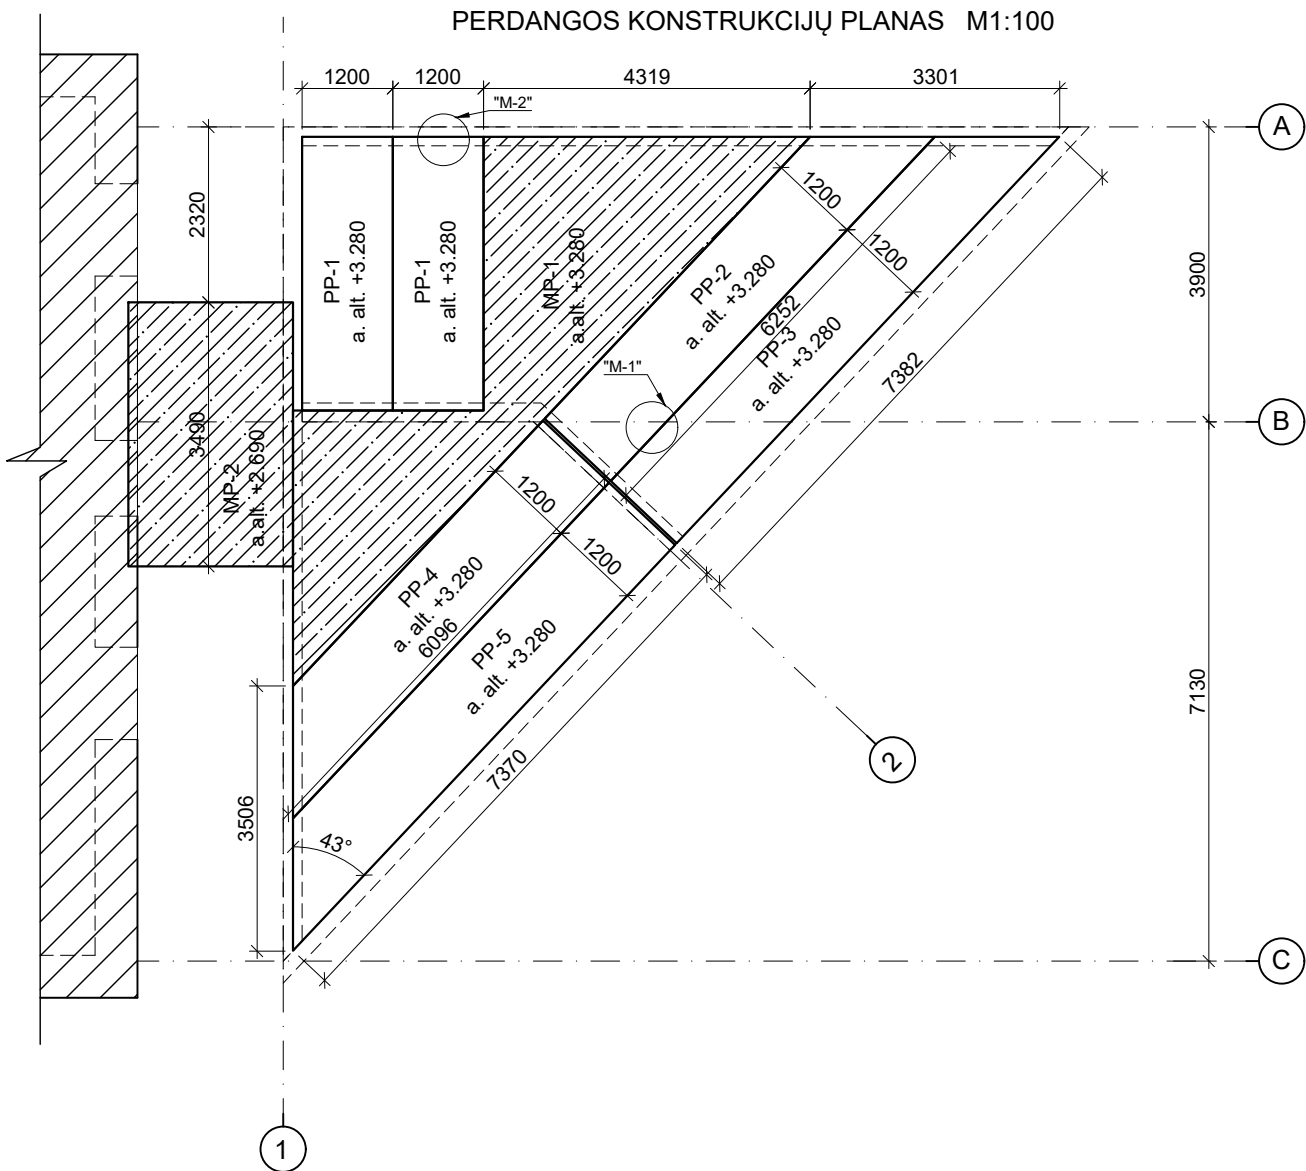 PERDANGOS KONSTRUKCIJŲ PLANAS M1:100
1200
1200
4319
3301
"M-2"
A
2320
PP-1
a. alt. +3.280
PP-1
a. alt. +3.280
MP-1
a.alt. +3.280
1200
1200
PP-2
a. alt. +3.280
6252
PP-3
a. alt. +3.280
3900
7382
"M-1"
B
3490
MP-2
a.alt. +2.690
1200
1200
PP-4
a. alt. +3.280
6096
PP-5
a. alt. +3.280
7130
2
7370
3506
43°
C
1